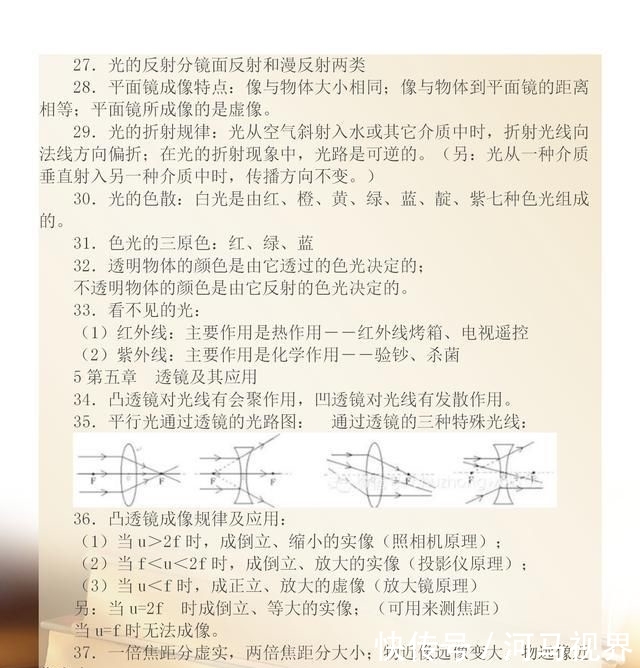 27. 光的反射分镜面反射和漫反射两类
28. 平面镜成像特点: 像与物体大小相同; 像与物体到平面镜的距离
相等; 平面镜所成像的是虚像。
29. 光的折射规律: 光从空气斜射入水或其它介质中时, 折射光线向
法线方向偏折; 在光的折射现象中, 光路是可逆的。(另: 光从一种介质
垂直射入另一种介质中时, 传播方向不变。)
30. 光的色散: 白光是由红、橙、黄、绿、蓝、靛、紫七种色光组成
的。
31. 色光的三原色: 红、绿、蓝
32. 透明物体的颜色是由它透过的色光决定的;
不透明物体的颜色是由它反射的色光决定的。
33. 看不见的光:
(1) 红外线: 主要作用是热作用--红外线烤箱、电视遥控
(2) 紫外线: 主要作用是化学作用--验钞、杀菌
5 第五章 透镜及其应用
34. 凸透镜对光线有会聚作用, 凹透镜对光线有发散作用。
35. 平行光通过透镜的光路图: 通过透镜的三种特殊光线:
F F F F F F F F
36. 凸透镜成像规律及应用:
(1) 当 u>2f 时, 成倒立、缩小的实像 (照相机原理);
(2) 当 f<u<2f 时, 成倒立、放大的实像 (投影仪原理);
(3) 当 u<f 时, 成正立、放大的虚像 (放大镜原理)
另: 当 u=2f 时成倒立、等大的实像; (可用来测焦距)
当 u=f 时无法成像。
37. 一倍焦距分虚实, 两倍焦距分大小; 物近像远像变大, 物远像近
快传号/河马视界